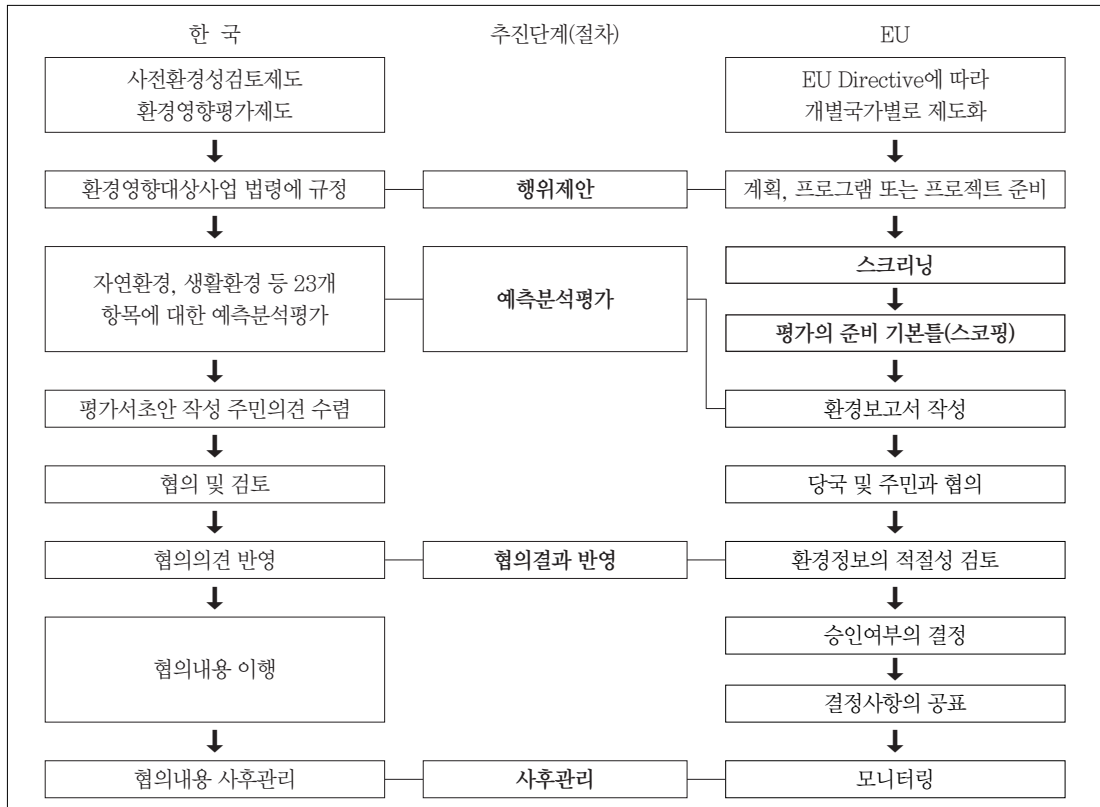 한 국
추진단계(절차)
EU
사전환경성검토제도
환경영향평가제도
EU Directive에 따라
개별국가별로 제도화
환경영향대상사업 법령에 규정
행위제안
계획, 프로그램 또는 프로젝트 준비
자연환경, 생활환경 등 23개
항목에 대한 예측분석평가
예측분석평가
스크리닝
평가의 준비 기본틀(스코핑)
평가서초안 작성 주민의견 수렴
환경보고서 작성
협의 및 검토
당국 및 주민과 협의
협의의견 반영
협의결과 반영
환경정보의 적절성 검토
협의내용 이행
승인여부의 결정
결정사항의 공표
협의내용 사후관리
사후관리
모니터링